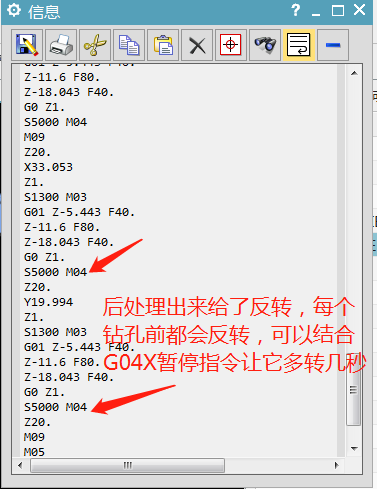 信息
G01 Z-5.443 F40.
Z-11.6 F80.
Z-18.043 F40.
G0 Z1.
S5000 M04
M09
Z20.
X33.053
Z1.
S1300 M03
G01 Z-5.443 F40.
Z-11.6 F80.
Z-18.043 F40.
G0 Z1.
S5000 M04
Z20.
Y19.994
Z1.
S1300 M03
G01 Z-5.443 F40.
Z-11.6 F80.
Z-18.043 F40.
G0 Z1.
S5000 M04
Z20.
M09
M05
后处理出来给了反转，每个
钻孔前都会反转，可以结合
G04X暂停指令让它多转几秒